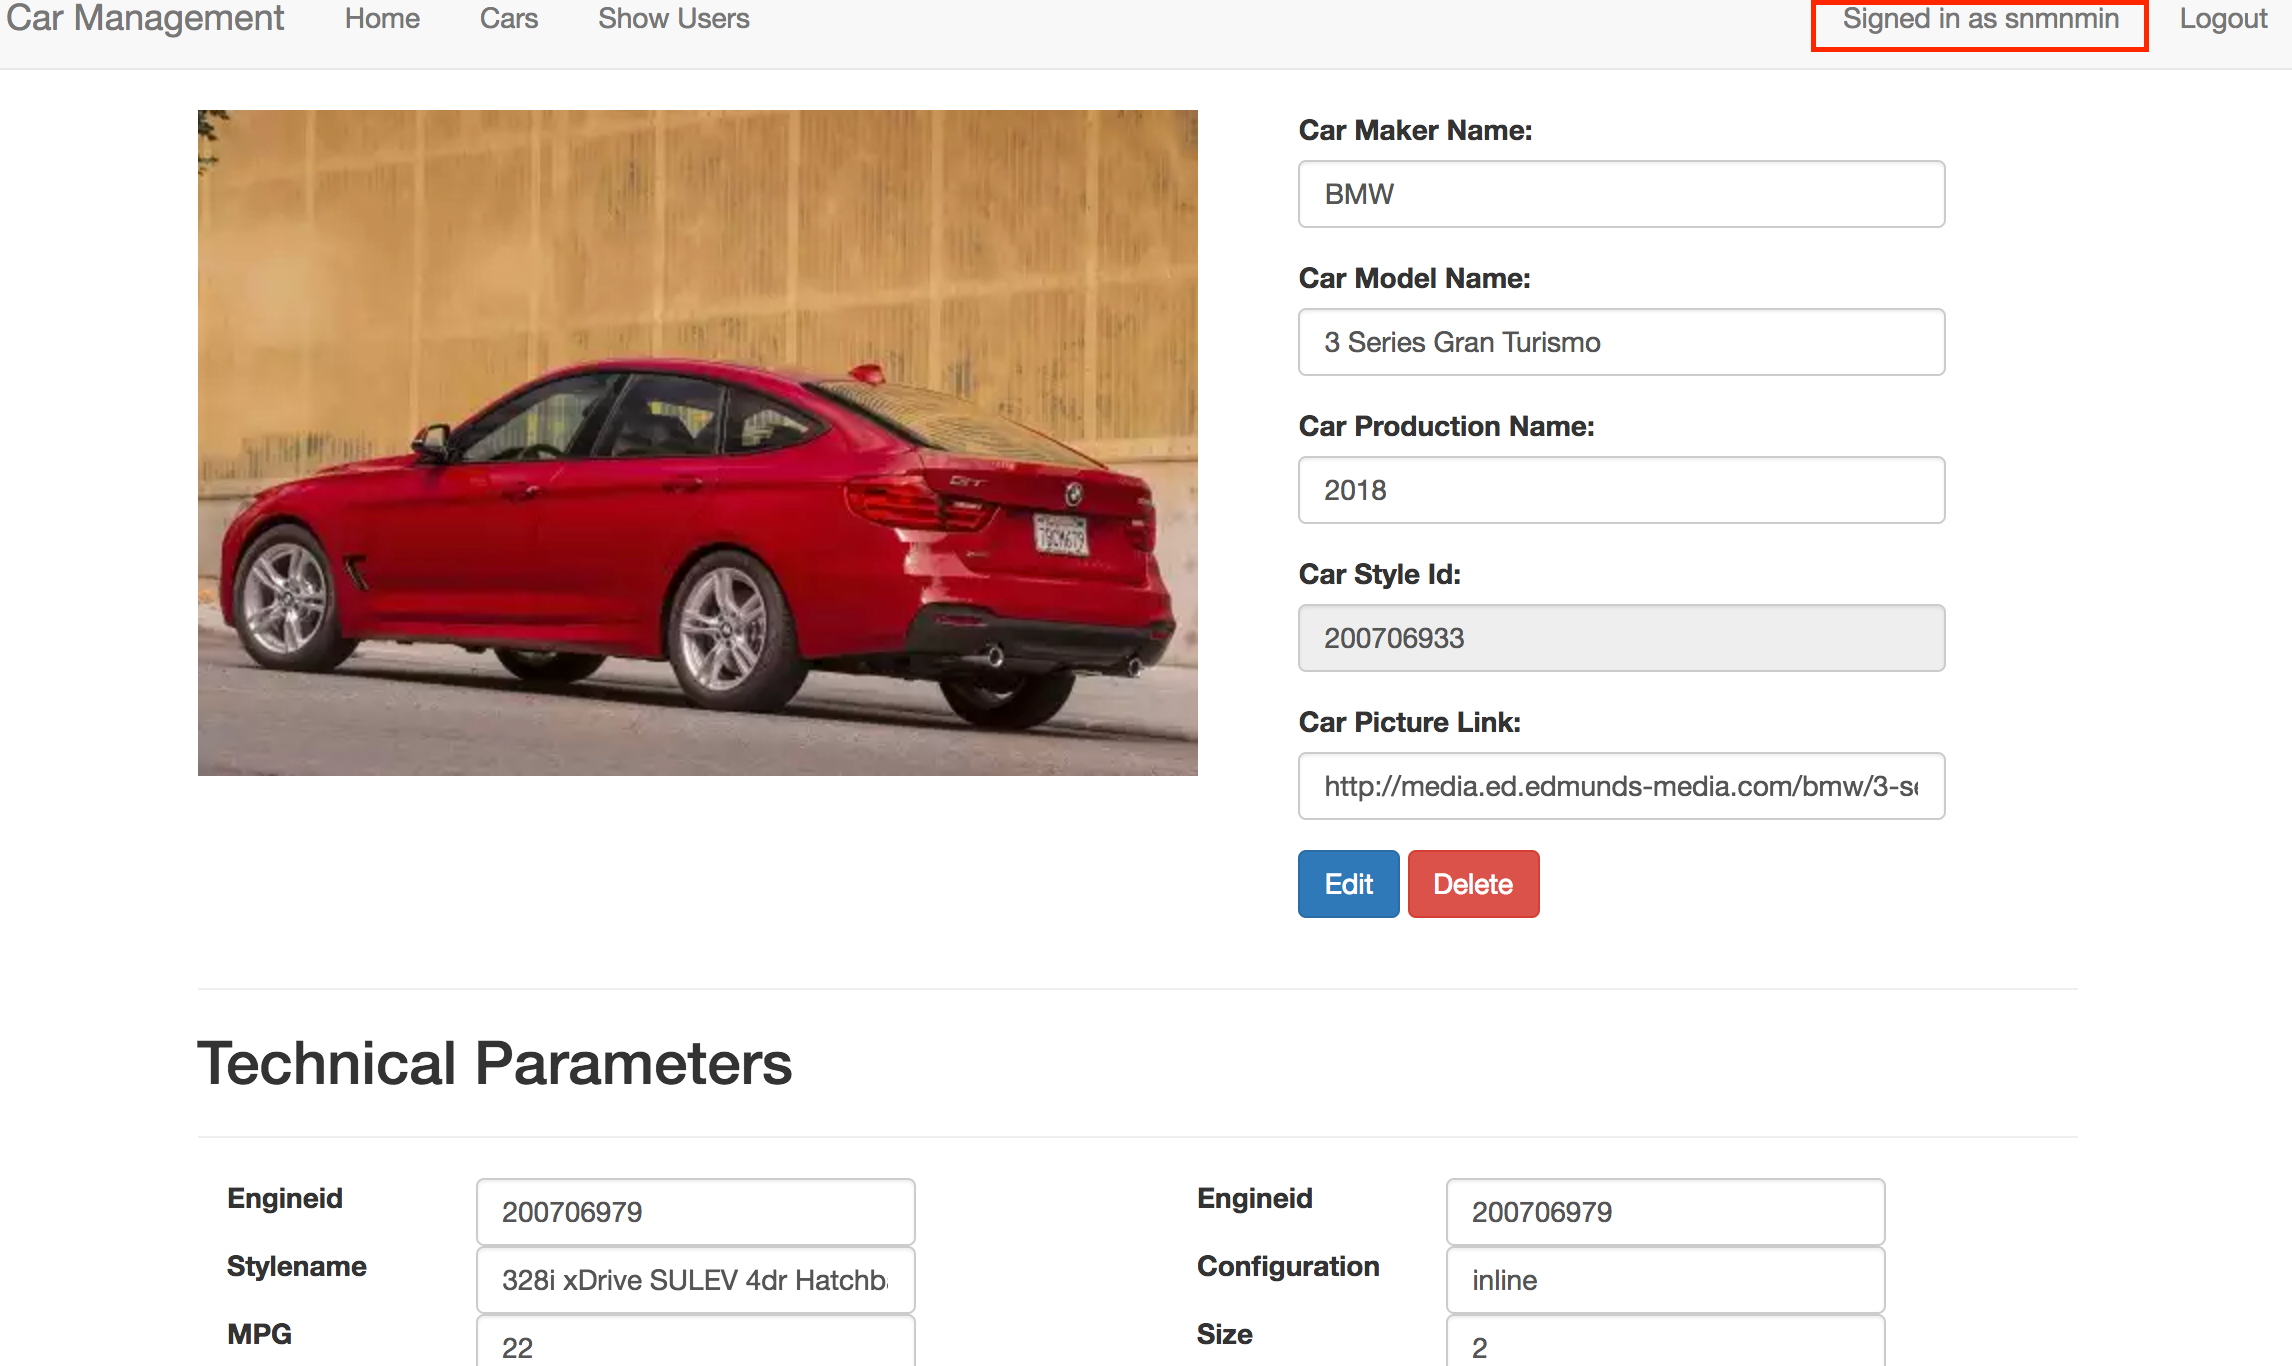 Car Management Home Cars Show Users Signed in as snmnmin Logout
Car Maker Name:
BMW
Car Model Name:
3 Series Gran Turismo
Car Production Name:
2018
Car Style Id:
200706933
Car Picture Link:
http://media.ed.edmunds-media.com/bmw/3-se
Edit Delete
Technical Parameters
Engineid 200706979 Engineid 200706979
Stylename 328i xDrive SULEV 4dr Hatchb Configuration inline
MPG 22 Size 2